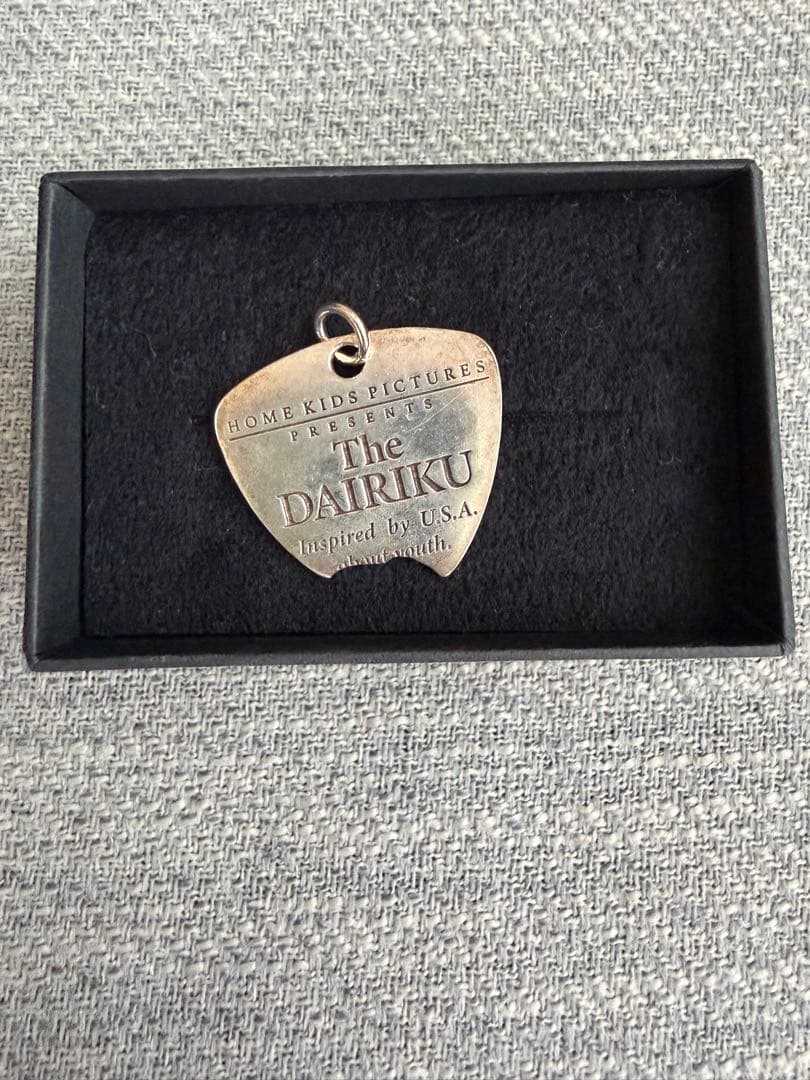 HOME KIDS PICTURES
PRESENTS
The
DAIRIKU
Inspired by U.S.A.
about youth.